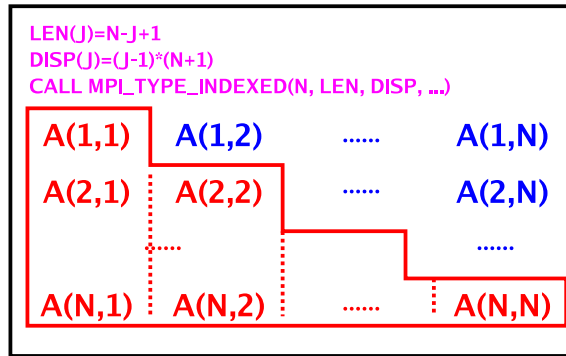 LEN(J)=N-J+1
DISP(J)=(J-1)*(N+1)
CALL MPI_TYPE_INDEXED(N, LEN, DISP, ...)
A(1,1) A(1,2) ...... A(1,N)
A(2,1) A(2,2) ...... A(2,N)
...... ......
A(N,1) A(N,2) ...... A(N,N)